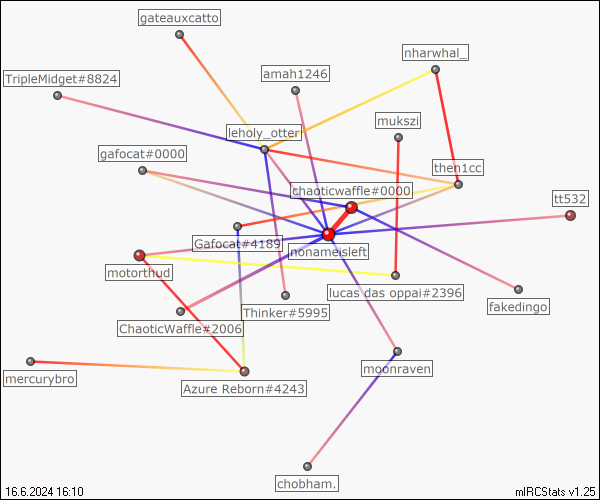 gateauxcatto
nharwhal_
amah1246
TripleMidget#8824
mukszi
leholy_otter
gafocat#0000
then1cc
chaoticwaffle#0000
tt532
Gafocat#4189
nonameisleft
motorthud
lucas das oppai#2396
fakedingo
Thinker#5995
ChaoticWaffle#2006
moonraven
mercurybro
Azure Reborn#4243
chobham.
16.6.2024 16:10
mIRCStats v1.25